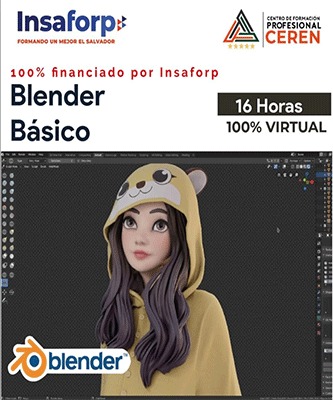 Insaforp
FORMANDO UN MEJOR EL SALVADOR
CENTRO DE FORMACIÓN
PROFESIONAL
CEREN
100% financiado por Insaforp
Blender
Básico
16 Horas
100% VIRTUAL
blender™